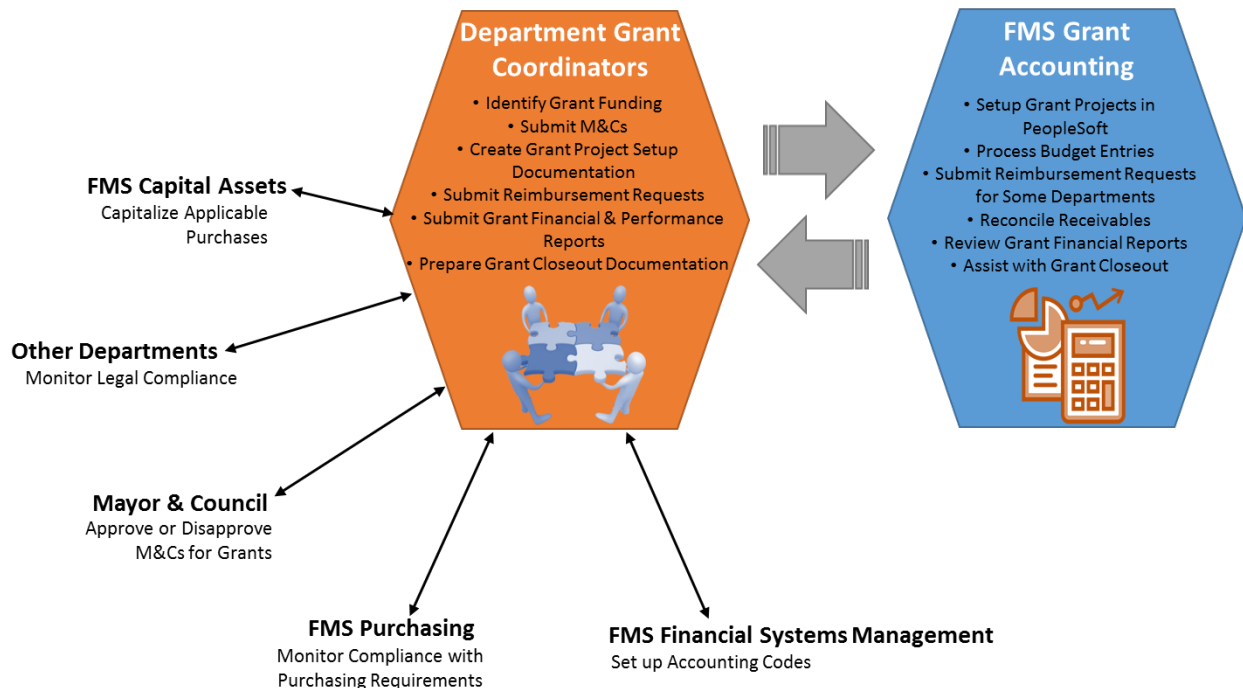 Department Grant
Coordinators
• Identify Grant Funding
• Submit M&Cs
• Create Grant Project Setup
Documentation
• Submit Reimbursement Requests
• Submit Grant Financial & Performance
Reports
• Prepare Grant Closeout Documentation
FMS Grant
Accounting
• Setup Grant Projects in
PeopleSoft
• Process Budget Entries
• Submit Reimbursement Requests
for Some Departments
• Reconcile Receivables
• Review Grant Financial Reports
• Assist with Grant Closeout
FMS Capital Assets
Capitalize Applicable
Purchases
Other Departments
Monitor Legal Compliance
Mayor & Council
Approve or Disapprove
M&Cs for Grants
FMS Purchasing
Monitor Compliance with
Purchasing Requirements
FMS Financial Systems Management
Set up Accounting Codes